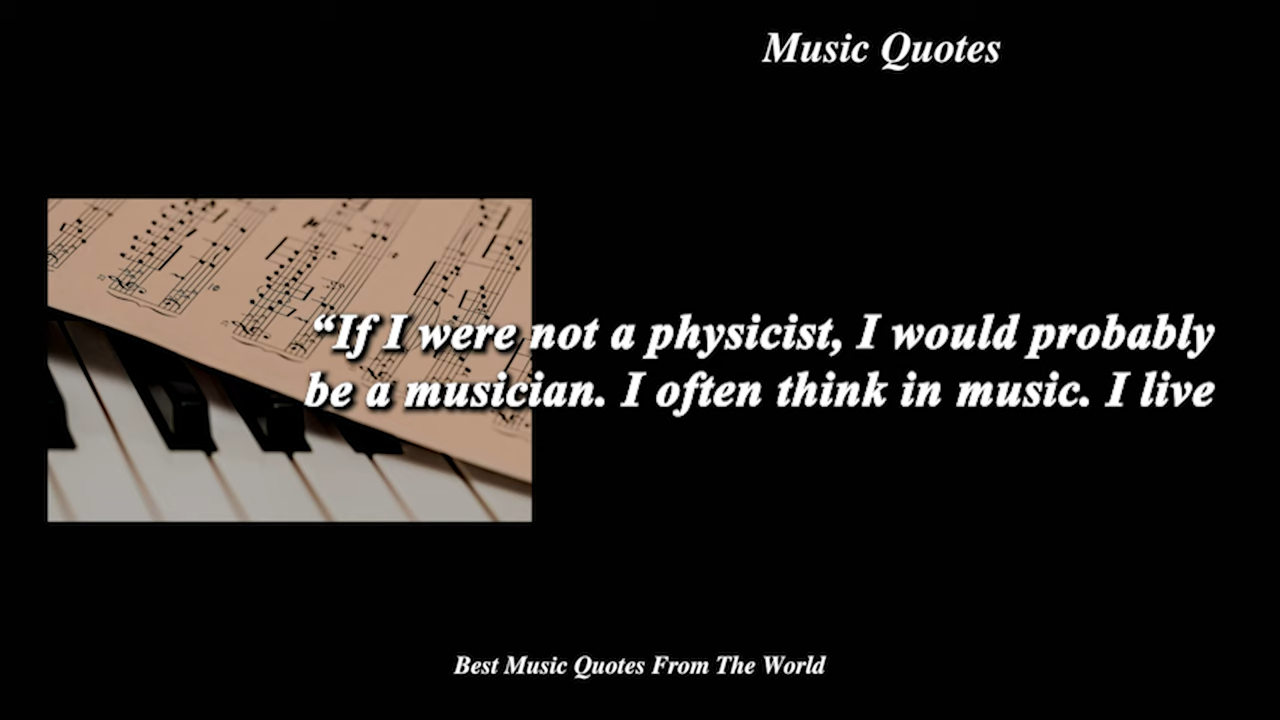 Music Quotes
“If I were not a physicist, I would probably
be a musician. I often think in music. I live
Best Music Quotes From The World